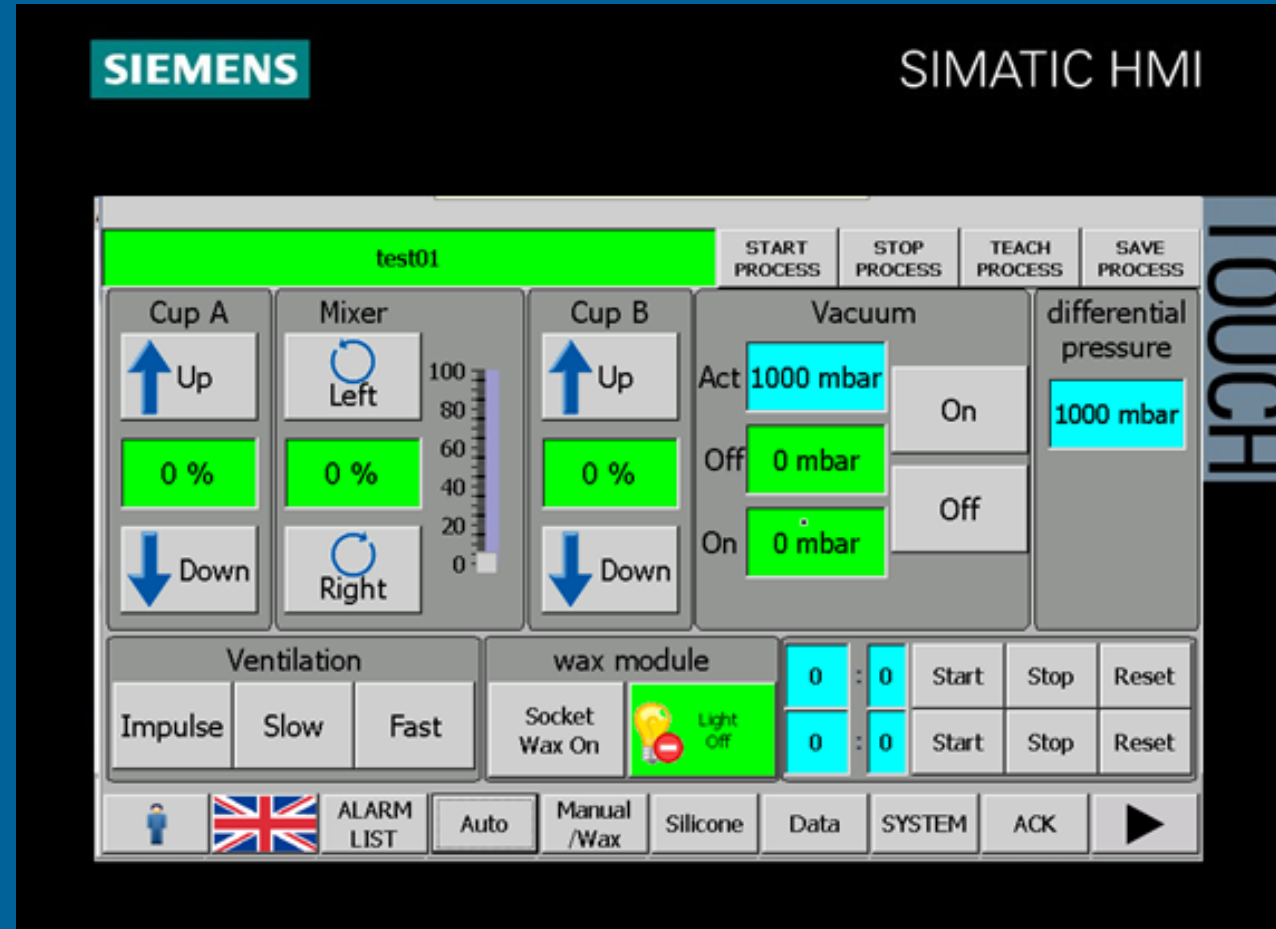 SIEMENS
SIMATIC HMI
TOUCH
test01
START
PROCESS
STOP
PROCESS
TEACH
PROCESS
SAVE
PROCESS
Cup A
Up
0 %
Down
Mixer
Left
0 %
Right
100
80
60
40
20
0
Cup B
Up
0 %
Down
Vacuum
Act 1000 mbar
Off 0 mbar
On 0 mbar
On
Off
differential
pressure
1000 mbar
Ventilation
Impulse
Slow
Fast
wax module
Socket
Wax On
Light
Off
0 : 0 Start Stop Reset
0 : 0 Start Stop Reset
ALARM
LIST
Auto
Manual
/Wax
Silicone
Data
SYSTEM
ACK